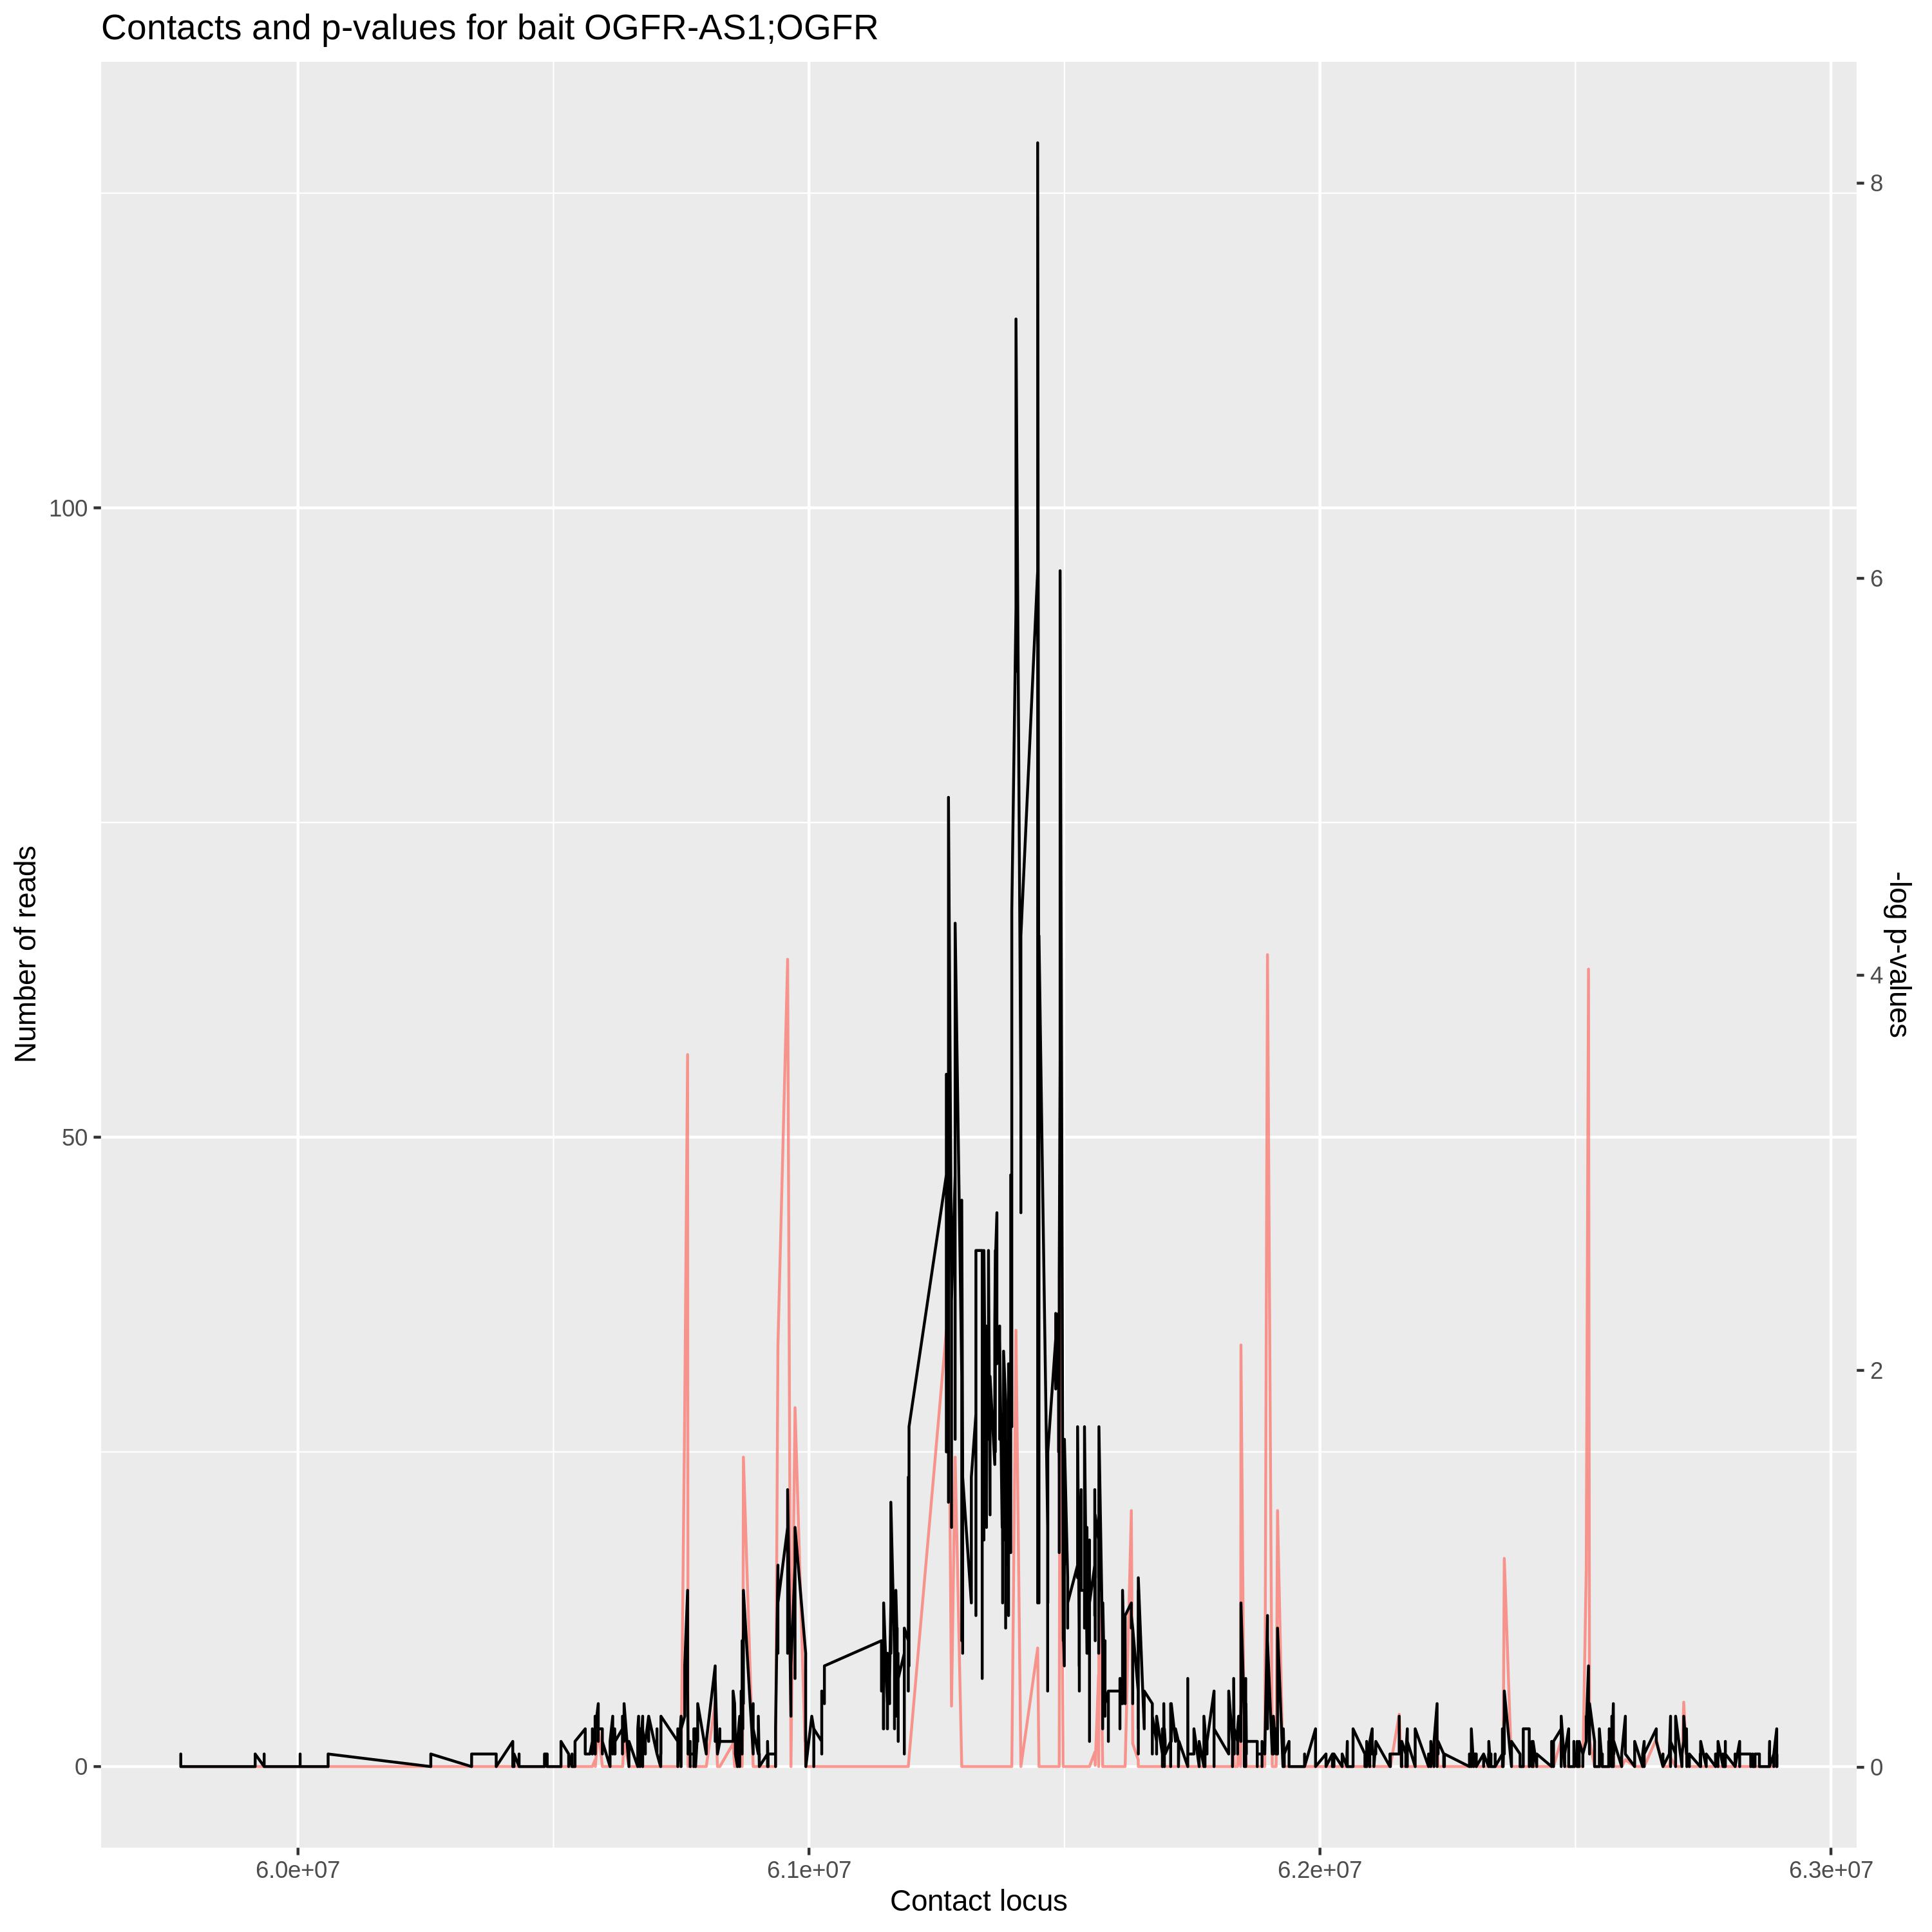 Contacts and p-values for bait OGFR-AS1;OGFR
Number of reads
100
50
0
8
6
4
2
0
-log p-values
6.0e+07
6.1e+07
6.2e+07
6.3e+07
Contact locus